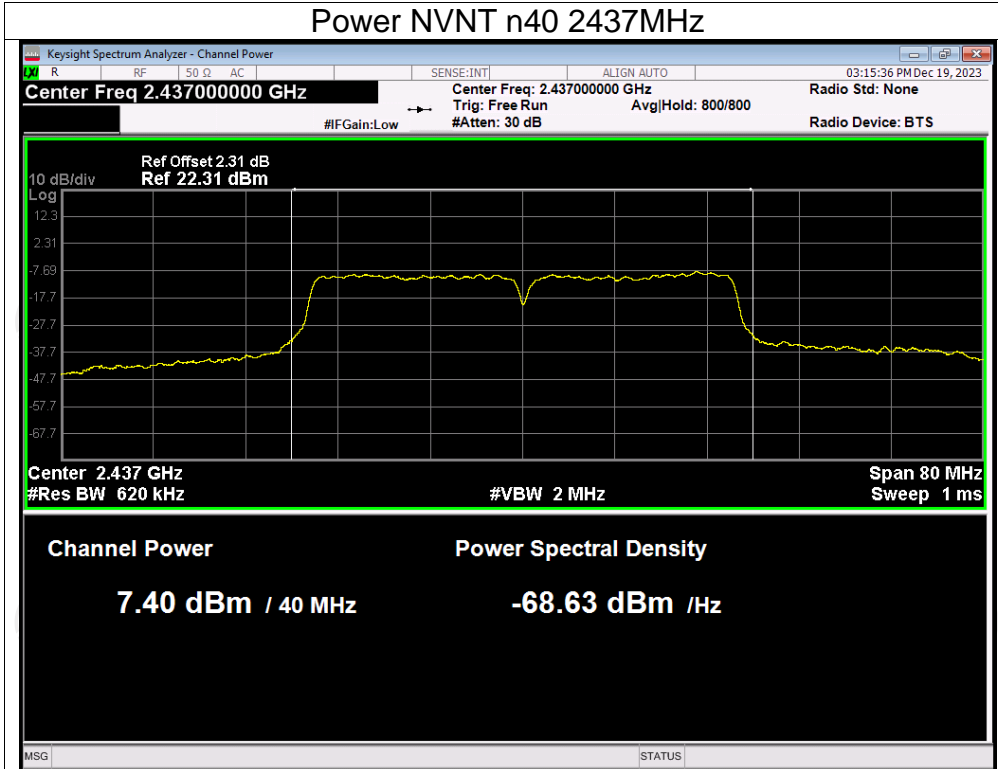 Power NVNT n40 2437MHz
Keysight Spectrum Analyzer - Channel Power
LXI R RF 50 Ω AC SENSE:INT ALIGN AUTO 03:15:36 PM Dec 19, 2023
Center Freq 2.437000000 GHz Center Freq: 2.437000000 GHz Radio Std: None
Trig: Free Run Avg|Hold: 800/800
#IFGain:Low #Atten: 30 dB Radio Device: BTS
Ref Offset 2.31 dB
10 dB/div Ref 22.31 dBm
Log
12.3
2.31
-7.69
-17.7
-27.7
-37.7
-47.7
-57.7
-67.7
Center 2.437 GHz Span 80 MHz
#Res BW 620 kHz #VBW 2 MHz Sweep 1 ms
Channel Power Power Spectral Density
7.40 dBm / 40 MHz -68.63 dBm /Hz
MSG STATUS